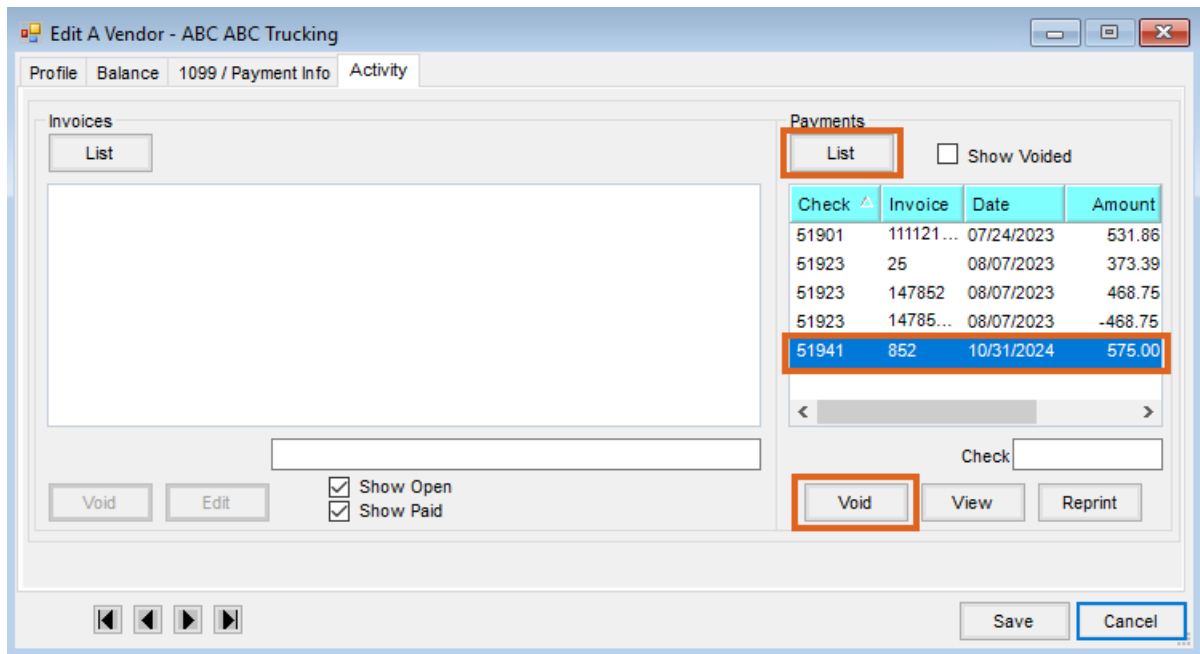 Edit A Vendor - ABC ABC Trucking
Profile Balance 1099 / Payment Info Activity
Invoices
List
Payments
List Show Voided
Check Invoice Date Amount
51901 111121... 07/24/2023 531.86
51923 25 08/07/2023 373.39
51923 147852 08/07/2023 468.75
51923 14785... 08/07/2023 -468.75
51941 852 10/31/2024 575.00
Check
Void Edit
Show Open
Show Paid
Void View Reprint
Save Cancel